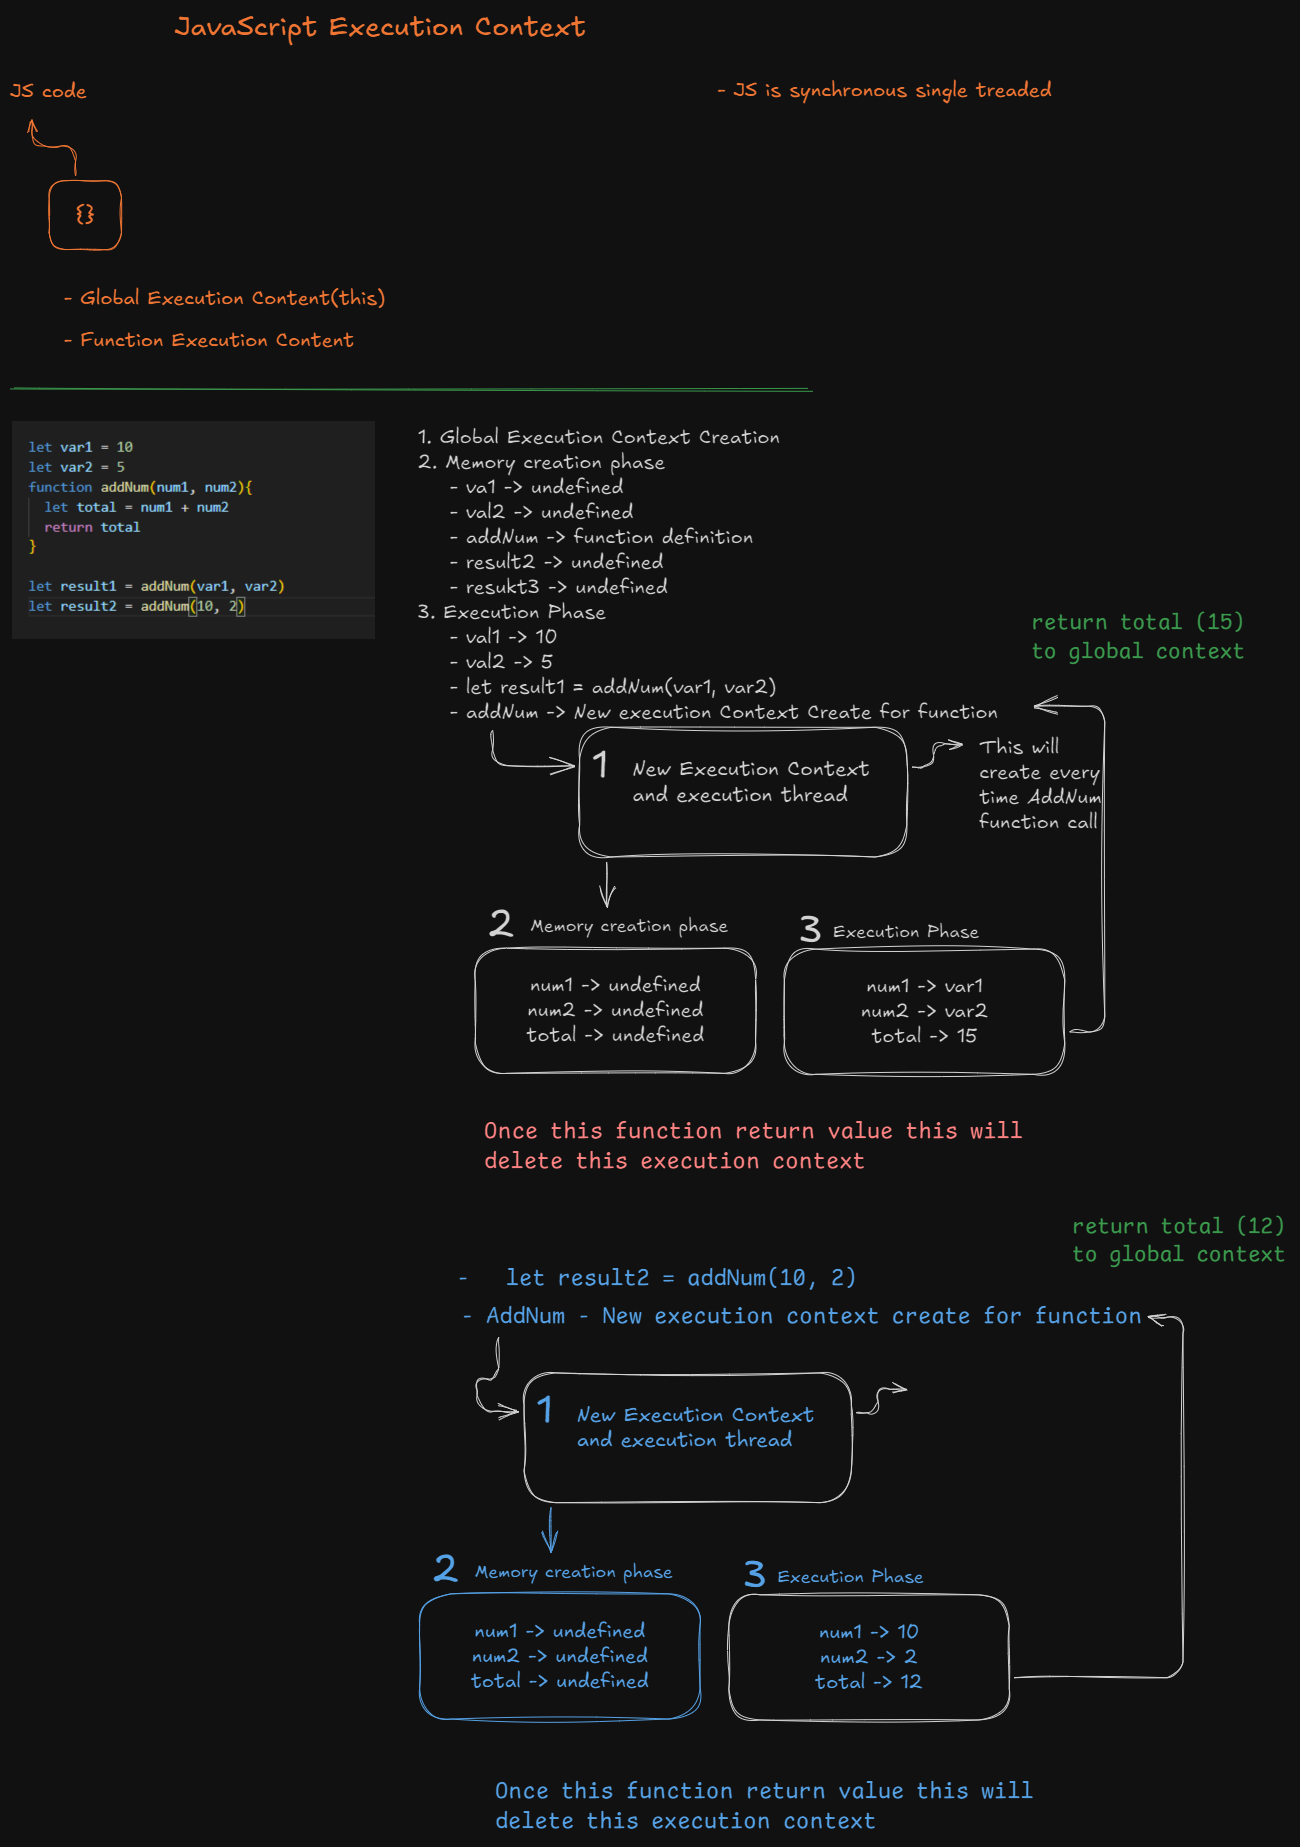 JavaScript Execution Context
JS code
- JS is synchronous single treaded
{}
- Global Execution Content(this)
- Function Execution Content
let var1 = 10
let var2 = 5
function addNum(num1, num2){
let total = num1 + num2
return total
}
let result1 = addNum(var1, var2)
let result2 = addNum(10, 2)
1. Global Execution Context Creation
2. Memory creation phase
- va1 -> undefined
- val2 -> undefined
- addNum -> function definition
- result2 -> undefined
- resukt3 -> undefined
3. Execution Phase
- val1 -> 10
- val2 -> 5
- let result1 = addNum(var1, var2)
- addNum -> New execution Context Create for function
return total (15)
to global context
1
New Execution Context
and execution thread
This will
create every
time AddNum
function call
2 Memory creation phase
num1 -> undefined
num2 -> undefined
total -> undefined
3 Execution Phase
num1 -> var1
num2 -> var2
total -> 15
Once this function return value this will
delete this execution context
return total (12)
to global context
- let result2 = addNum(10, 2)
- AddNum - New execution context create for function
1
New Execution Context
and execution thread
2 Memory creation phase
num1 -> undefined
num2 -> undefined
total -> undefined
3 Execution Phase
num1 -> 10
num2 -> 2
total -> 12
Once this function return value this will
delete this execution context